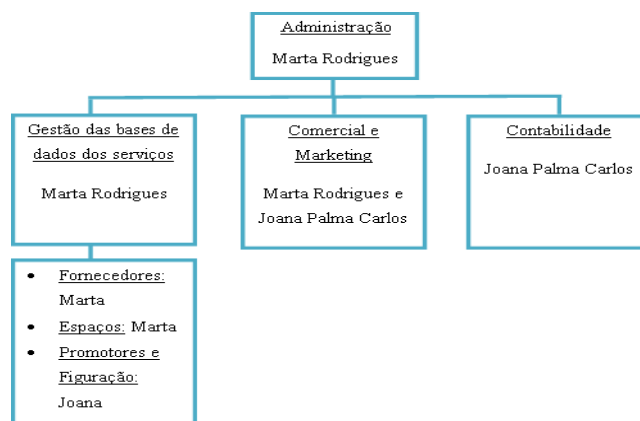 Administração
Marta Rodrigues
Gestão das bases de
dados dos serviços
Marta Rodrigues
Comercial e
Marketing
Marta Rodrigues e
Joana Palma Carlos
Contabilidade
Joana Palma Carlos
• Fornecedores:
Marta
• Espaços: Marta
• Promotores e
Figuração:
Joana